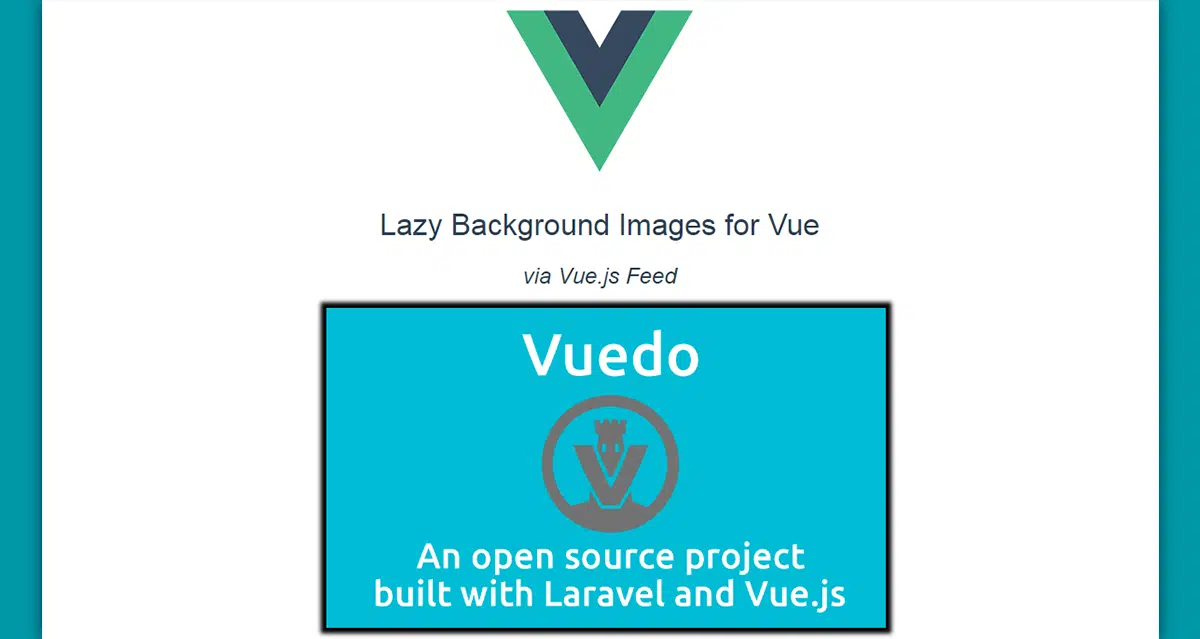 Lazy Background Images for Vue
via Vue.js Feed
Vuedo
An open source project
built with Laravel and Vue.js